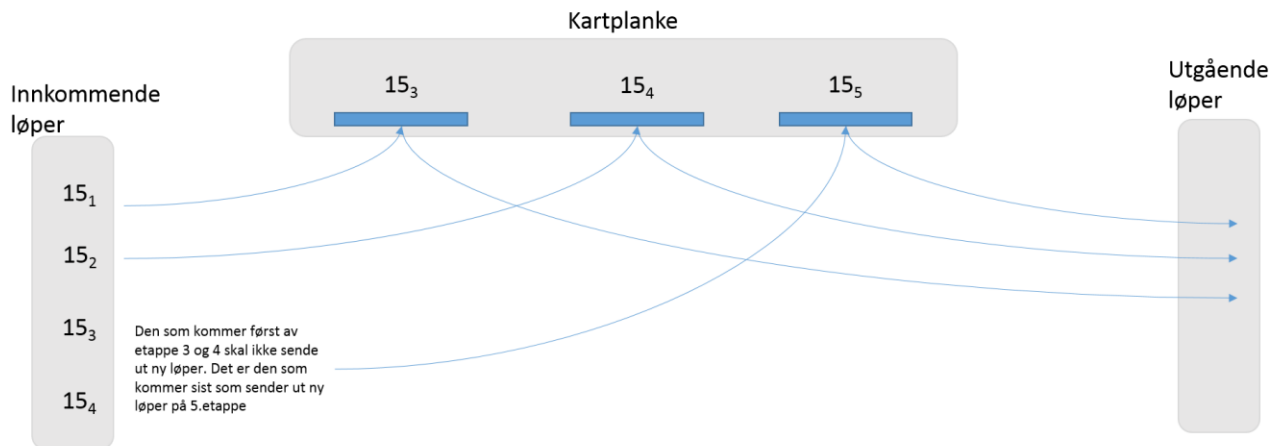 Kartplanke
15₃ 15₄ 15₅
Innkommende
løper
Utgående
løper
15₁
15₂
15₃
15₄
Den som kommer først av
etappe 3 og 4 skal ikke sende
ut ny løper. Det er den som
kommer sist som sender ut ny
løper på 5.etappe